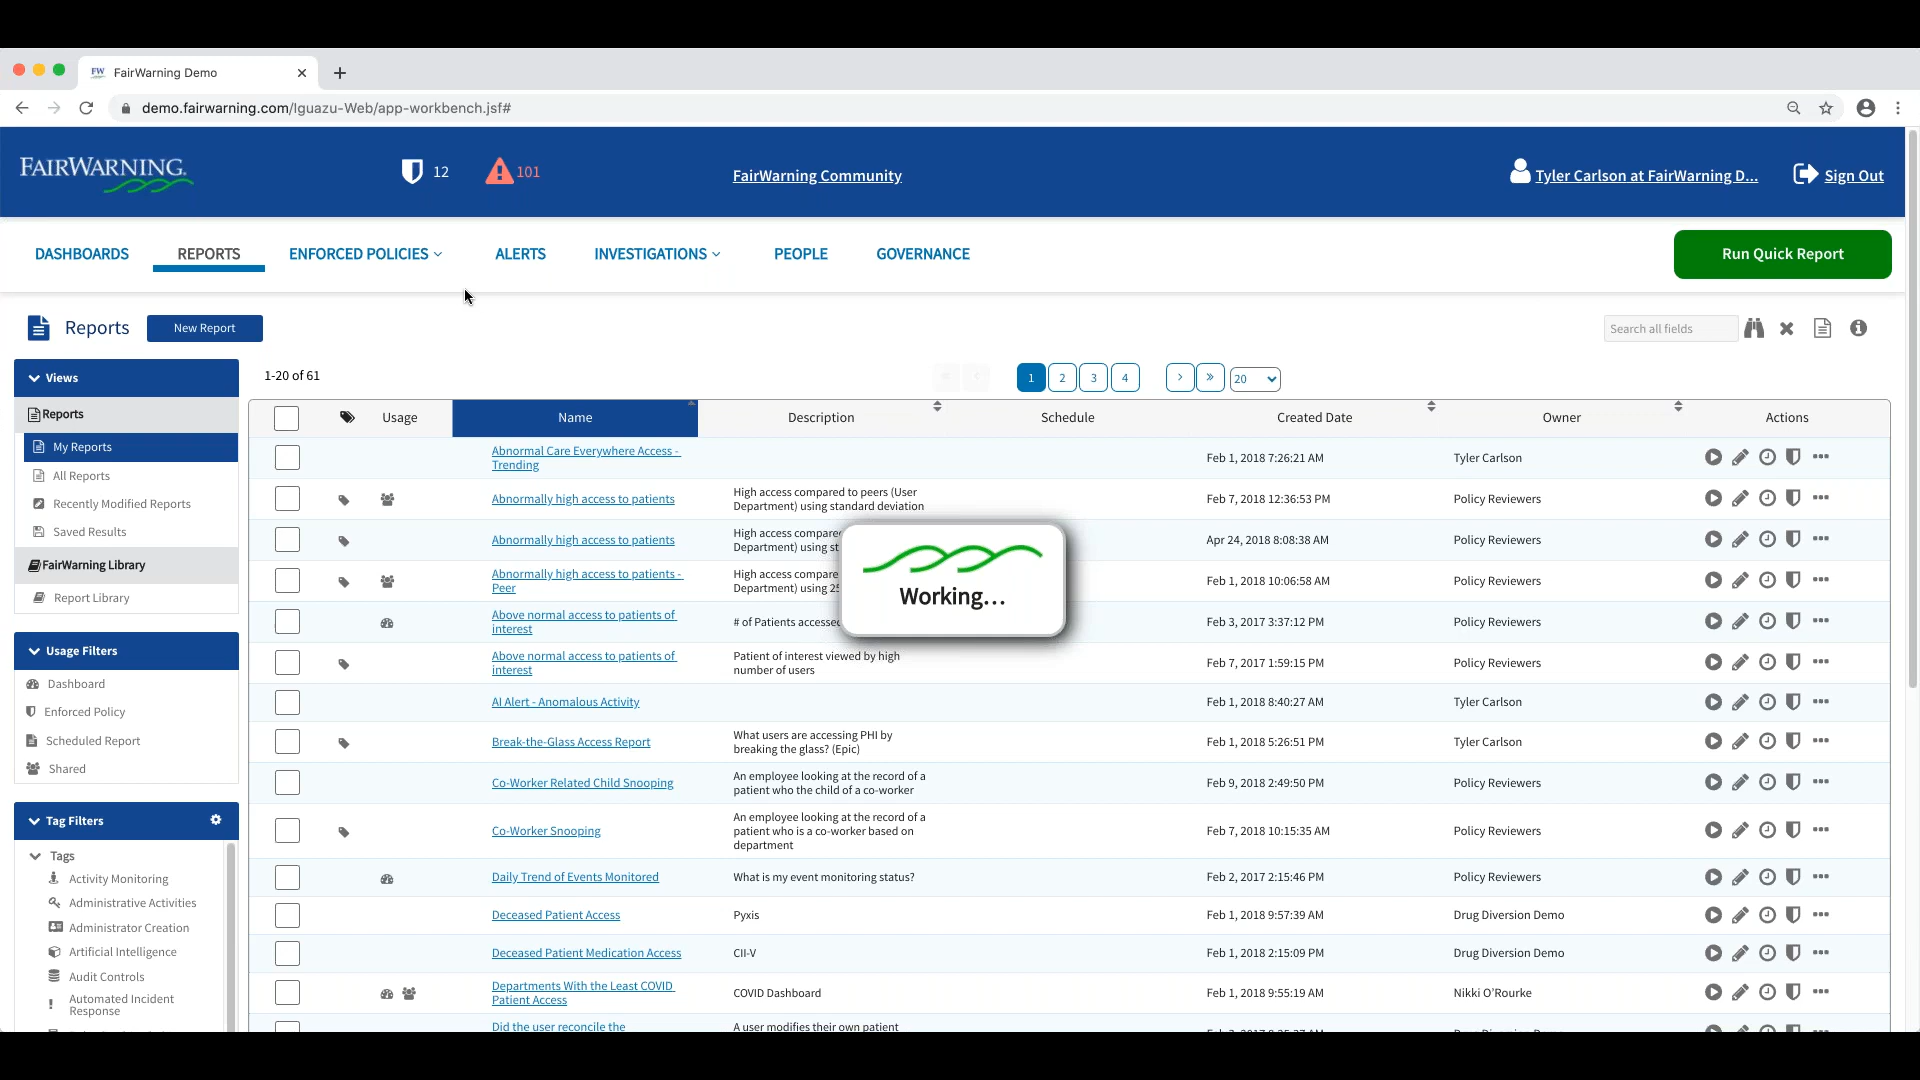 FW FairWarning Demo
demo.fairwarning.com/Iguazu-Web/app-workbench.jsf#
FAIRWARNING.
12
101
FairWarning Community
Tyler Carlson at FairWarning D...
Sign Out
DASHBOARDS
REPORTS
ENFORCED POLICIES
ALERTS
INVESTIGATIONS
PEOPLE
GOVERNANCE
Run Quick Report
Reports
New Report
Search all fields
Views
Reports
My Reports
All Reports
Recently Modified Reports
Saved Results
FairWarning Library
Report Library
Usage Filters
Dashboard
Enforced Policy
Scheduled Report
Shared
Tag Filters
Tags
Activity Monitoring
Administrative Activities
Administrator Creation
Artificial Intelligence
Audit Controls
Automated Incident
Response
1-20 of 61
1 2 3 4 › » 20
Usage Name Description Schedule Created Date Owner Actions
Abnormal Care Everywhere Access -
Trending
Feb 1, 2018 7:26:21 AM
Tyler Carlson
Abnormally high access to patients
High access compared to peers (User
Department) using standard deviation
Feb 7, 2018 12:36:53 PM
Policy Reviewers
Abnormally high access to patients
High access compare
Department) using st
Apr 24, 2018 8:08:38 AM
Policy Reviewers
Abnormally high access to patients -
Peer
High access compare
Department) using 25
Feb 1, 2018 10:06:58 AM
Policy Reviewers
Working...
Above normal access to patients of
interest
# of Patients accessed
Feb 3, 2017 3:37:12 PM
Policy Reviewers
Above normal access to patients of
interest
Patient of interest viewed by high
number of users
Feb 7, 2017 1:59:15 PM
Policy Reviewers
AI Alert - Anomalous Activity
Feb 1, 2018 8:40:27 AM
Tyler Carlson
Break-the-Glass Access Report
What users are accessing PHI by
breaking the glass? (Epic)
Feb 1, 2018 5:26:51 PM
Tyler Carlson
Co-Worker Related Child Snooping
An employee looking at the record of a
patient who the child of a co-worker
Feb 9, 2018 2:49:50 PM
Policy Reviewers
Co-Worker Snooping
An employee looking at the record of a
patient who is a co-worker based on
department
Feb 7, 2018 10:15:35 AM
Policy Reviewers
Daily Trend of Events Monitored
What is my event monitoring status?
Feb 2, 2017 2:15:46 PM
Policy Reviewers
Deceased Patient Access
Pyxis
Feb 1, 2018 9:57:39 AM
Drug Diversion Demo
Deceased Patient Medication Access
CII-V
Feb 1, 2018 2:15:09 PM
Drug Diversion Demo
Departments With the Least COVID
Patient Access
COVID Dashboard
Feb 1, 2018 9:55:19 AM
Nikki O'Rourke
Did the user reconcile the
A user modifies their own patient